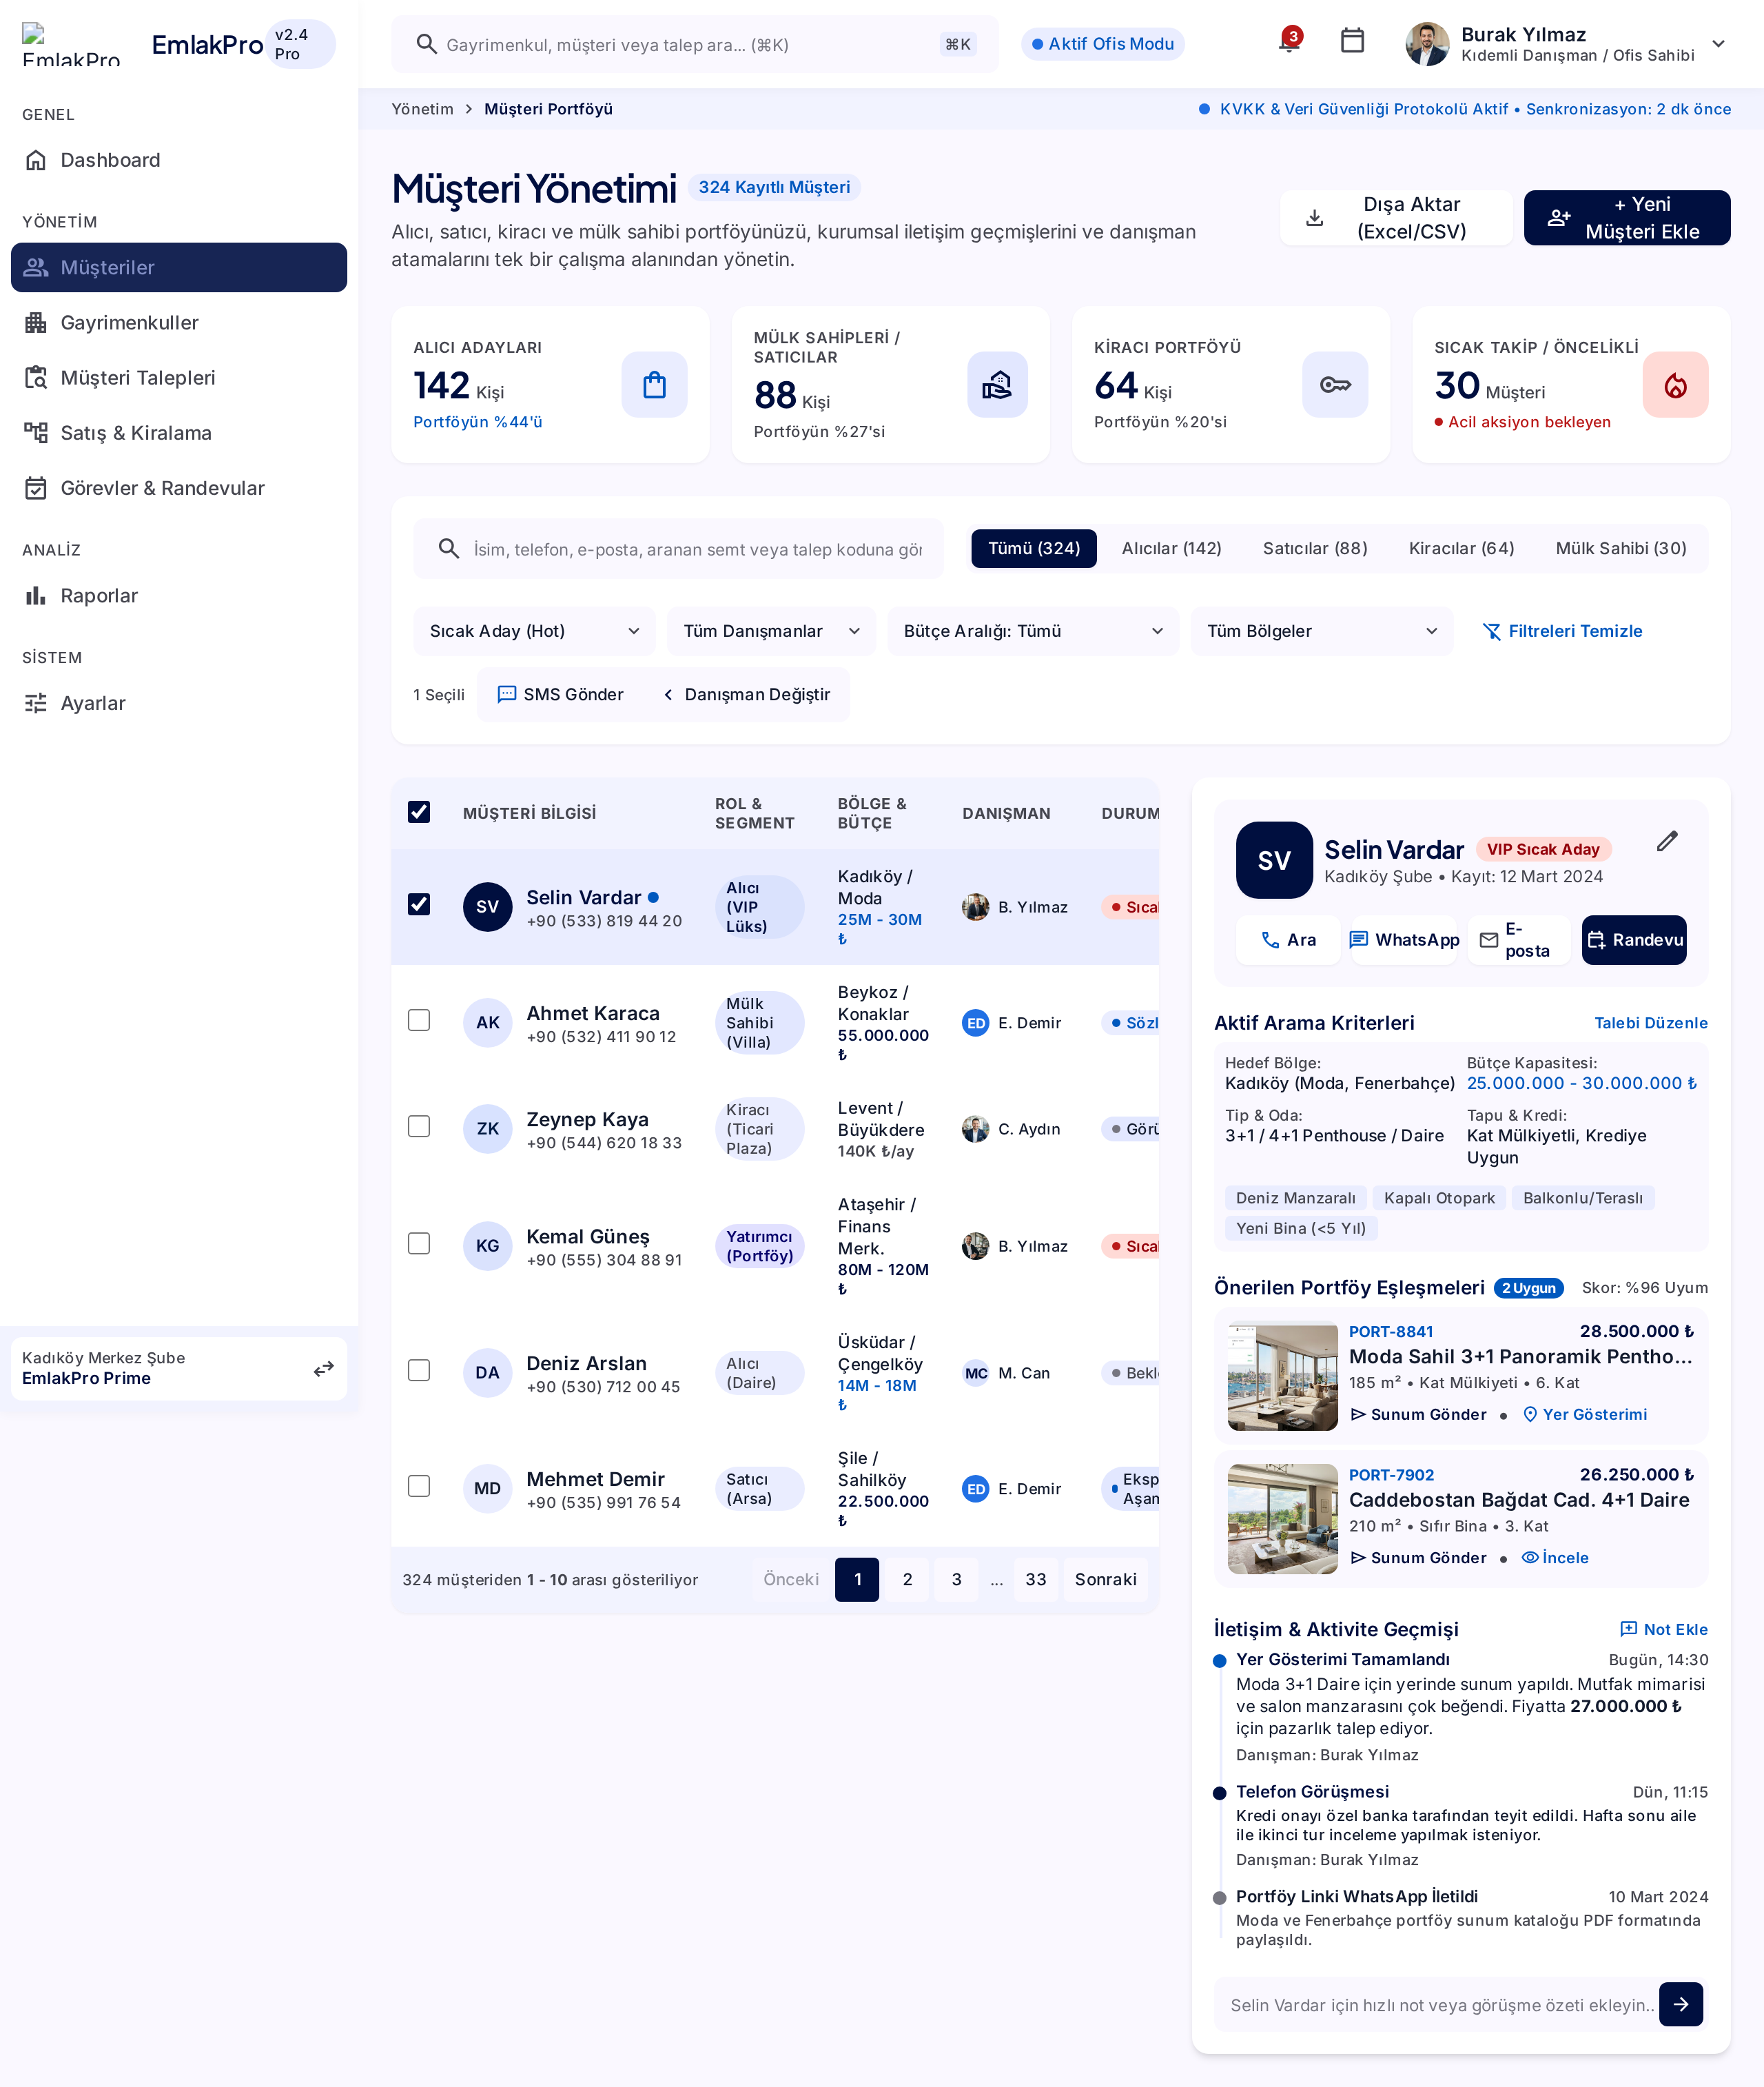 EmlakPro
EmlakPro
v2.4
Pro
GENEL
Dashboard
YÖNETİM
Müşteriler
Gayrimenkuller
Müşteri Talepleri
Satış & Kiralama
Görevler & Randevular
ANALİZ
Raporlar
SİSTEM
Ayarlar
Kadıköy Merkez Şube
EmlakPro Prime
Gayrimenkul, müşteri veya talep ara... (⌘K)
⌘K
Aktif Ofis Modu
3
Burak Yılmaz
Kıdemli Danışman / Ofis Sahibi
Yönetim
Müşteri Portföyü
KVKK & Veri Güvenliği Protokolü Aktif • Senkronizasyon: 2 dk önce
Müşteri Yönetimi
324 Kayıtlı Müşteri
Alıcı, satıcı, kiracı ve mülk sahibi portföyünüzü, kurumsal iletişim geçmişlerini ve danışman
atamalarını tek bir çalışma alanından yönetin.
Dışa Aktar
(Excel/CSV)
+ Yeni
Müşteri Ekle
ALICI ADAYLARI
142 Kişi
Portföyün %44'ü
MÜLK SAHİPLERİ /
SATICILAR
88 Kişi
Portföyün %27'si
KİRACI PORTFÖYÜ
64 Kişi
Portföyün %20'si
SICAK TAKİP / ÖNCELİKLİ
30 Müşteri
Acil aksiyon bekleyen
İsim, telefon, e-posta, aranan semt veya talep koduna gör
Tümü (324)
Alıcılar (142)
Satıcılar (88)
Kiracılar (64)
Mülk Sahibi (30)
Sıcak Aday (Hot)
Tüm Danışmanlar
Bütçe Aralığı: Tümü
Tüm Bölgeler
Filtreleri Temizle
1 Seçili
SMS Gönder
Danışman Değiştir
MÜŞTERİ BİLGİSİ
ROL &
SEGMENT
BÖLGE &
BÜTÇE
DANIŞMAN
DURUM
SV
Selin Vardar
+90 (533) 819 44 20
Alıcı
(VIP
Lüks)
Kadıköy /
Moda
25M - 30M
₺
B. Yılmaz
Sıcak
AK
Ahmet Karaca
+90 (532) 411 90 12
Mülk
Sahibi
(Villa)
Beykoz /
Konaklar
55.000.000
₺
ED
E. Demir
Sözl
ZK
Zeynep Kaya
+90 (544) 620 18 33
Kiracı
(Ticari
Plaza)
Levent /
Büyükdere
140K ₺/ay
C. Aydın
Görü
KG
Kemal Güneş
+90 (555) 304 88 91
Yatırımcı
(Portföy)
Ataşehir /
Finans
Merk.
80M - 120M
₺
B. Yılmaz
Sıcak
DA
Deniz Arslan
+90 (530) 712 00 45
Alıcı
(Daire)
Üsküdar /
Çengelköy
14M - 18M
₺
MC
M. Can
Bekl
MD
Mehmet Demir
+90 (535) 991 76 54
Satıcı
(Arsa)
Şile /
Sahilköy
22.500.000
₺
ED
E. Demir
Eksp
Aşam
324 müşteriden 1 - 10 arası gösteriliyor
Önceki
1
2
3
...
33
Sonraki
SV
Selin Vardar
VIP Sıcak Aday
Kadıköy Şube • Kayıt: 12 Mart 2024
Ara
WhatsApp
E-
posta
Randevu
Aktif Arama Kriterleri
Talebi Düzenle
Hedef Bölge:
Kadıköy (Moda, Fenerbahçe)
Bütçe Kapasitesi:
25.000.000 - 30.000.000 ₺
Tip & Oda:
3+1 / 4+1 Penthouse / Daire
Tapu & Kredi:
Kat Mülkiyetli, Krediye
Uygun
Deniz Manzaralı
Kapalı Otopark
Balkonlu/Teraslı
Yeni Bina (<5 Yıl)
Önerilen Portföy Eşleşmeleri
2 Uygun
Skor: %96 Uyum
PORT-8841
28.500.000 ₺
Moda Sahil 3+1 Panoramik Pentho...
185 m² • Kat Mülkiyeti • 6. Kat
Sunum Gönder
Yer Gösterimi
PORT-7902
26.250.000 ₺
Caddebostan Bağdat Cad. 4+1 Daire
210 m² • Sıfır Bina • 3. Kat
Sunum Gönder
İncele
İletişim & Aktivite Geçmişi
Not Ekle
Yer Gösterimi Tamamlandı
Bugün, 14:30
Moda 3+1 Daire için yerinde sunum yapıldı. Mutfak mimarisi
ve salon manzarasını çok beğendi. Fiyatta 27.000.000 ₺
için pazarlık talep ediyor.
Danışman: Burak Yılmaz
Telefon Görüşmesi
Dün, 11:15
Kredi onayı özel banka tarafından teyit edildi. Hafta sonu aile
ile ikinci tur inceleme yapılmak isteniyor.
Danışman: Burak Yılmaz
Portföy Linki WhatsApp İletildi
10 Mart 2024
Moda ve Fenerbahçe portföy sunum kataloğu PDF formatında
paylaşıldı.
Selin Vardar için hızlı not veya görüşme özeti ekleyin..